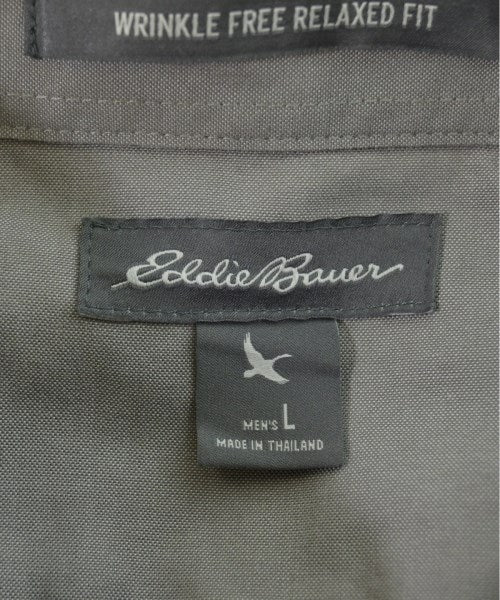 WRINKLE FREE RELAXED FIT
Eddie Bauer
MEN'S L
MADE IN THAILAND